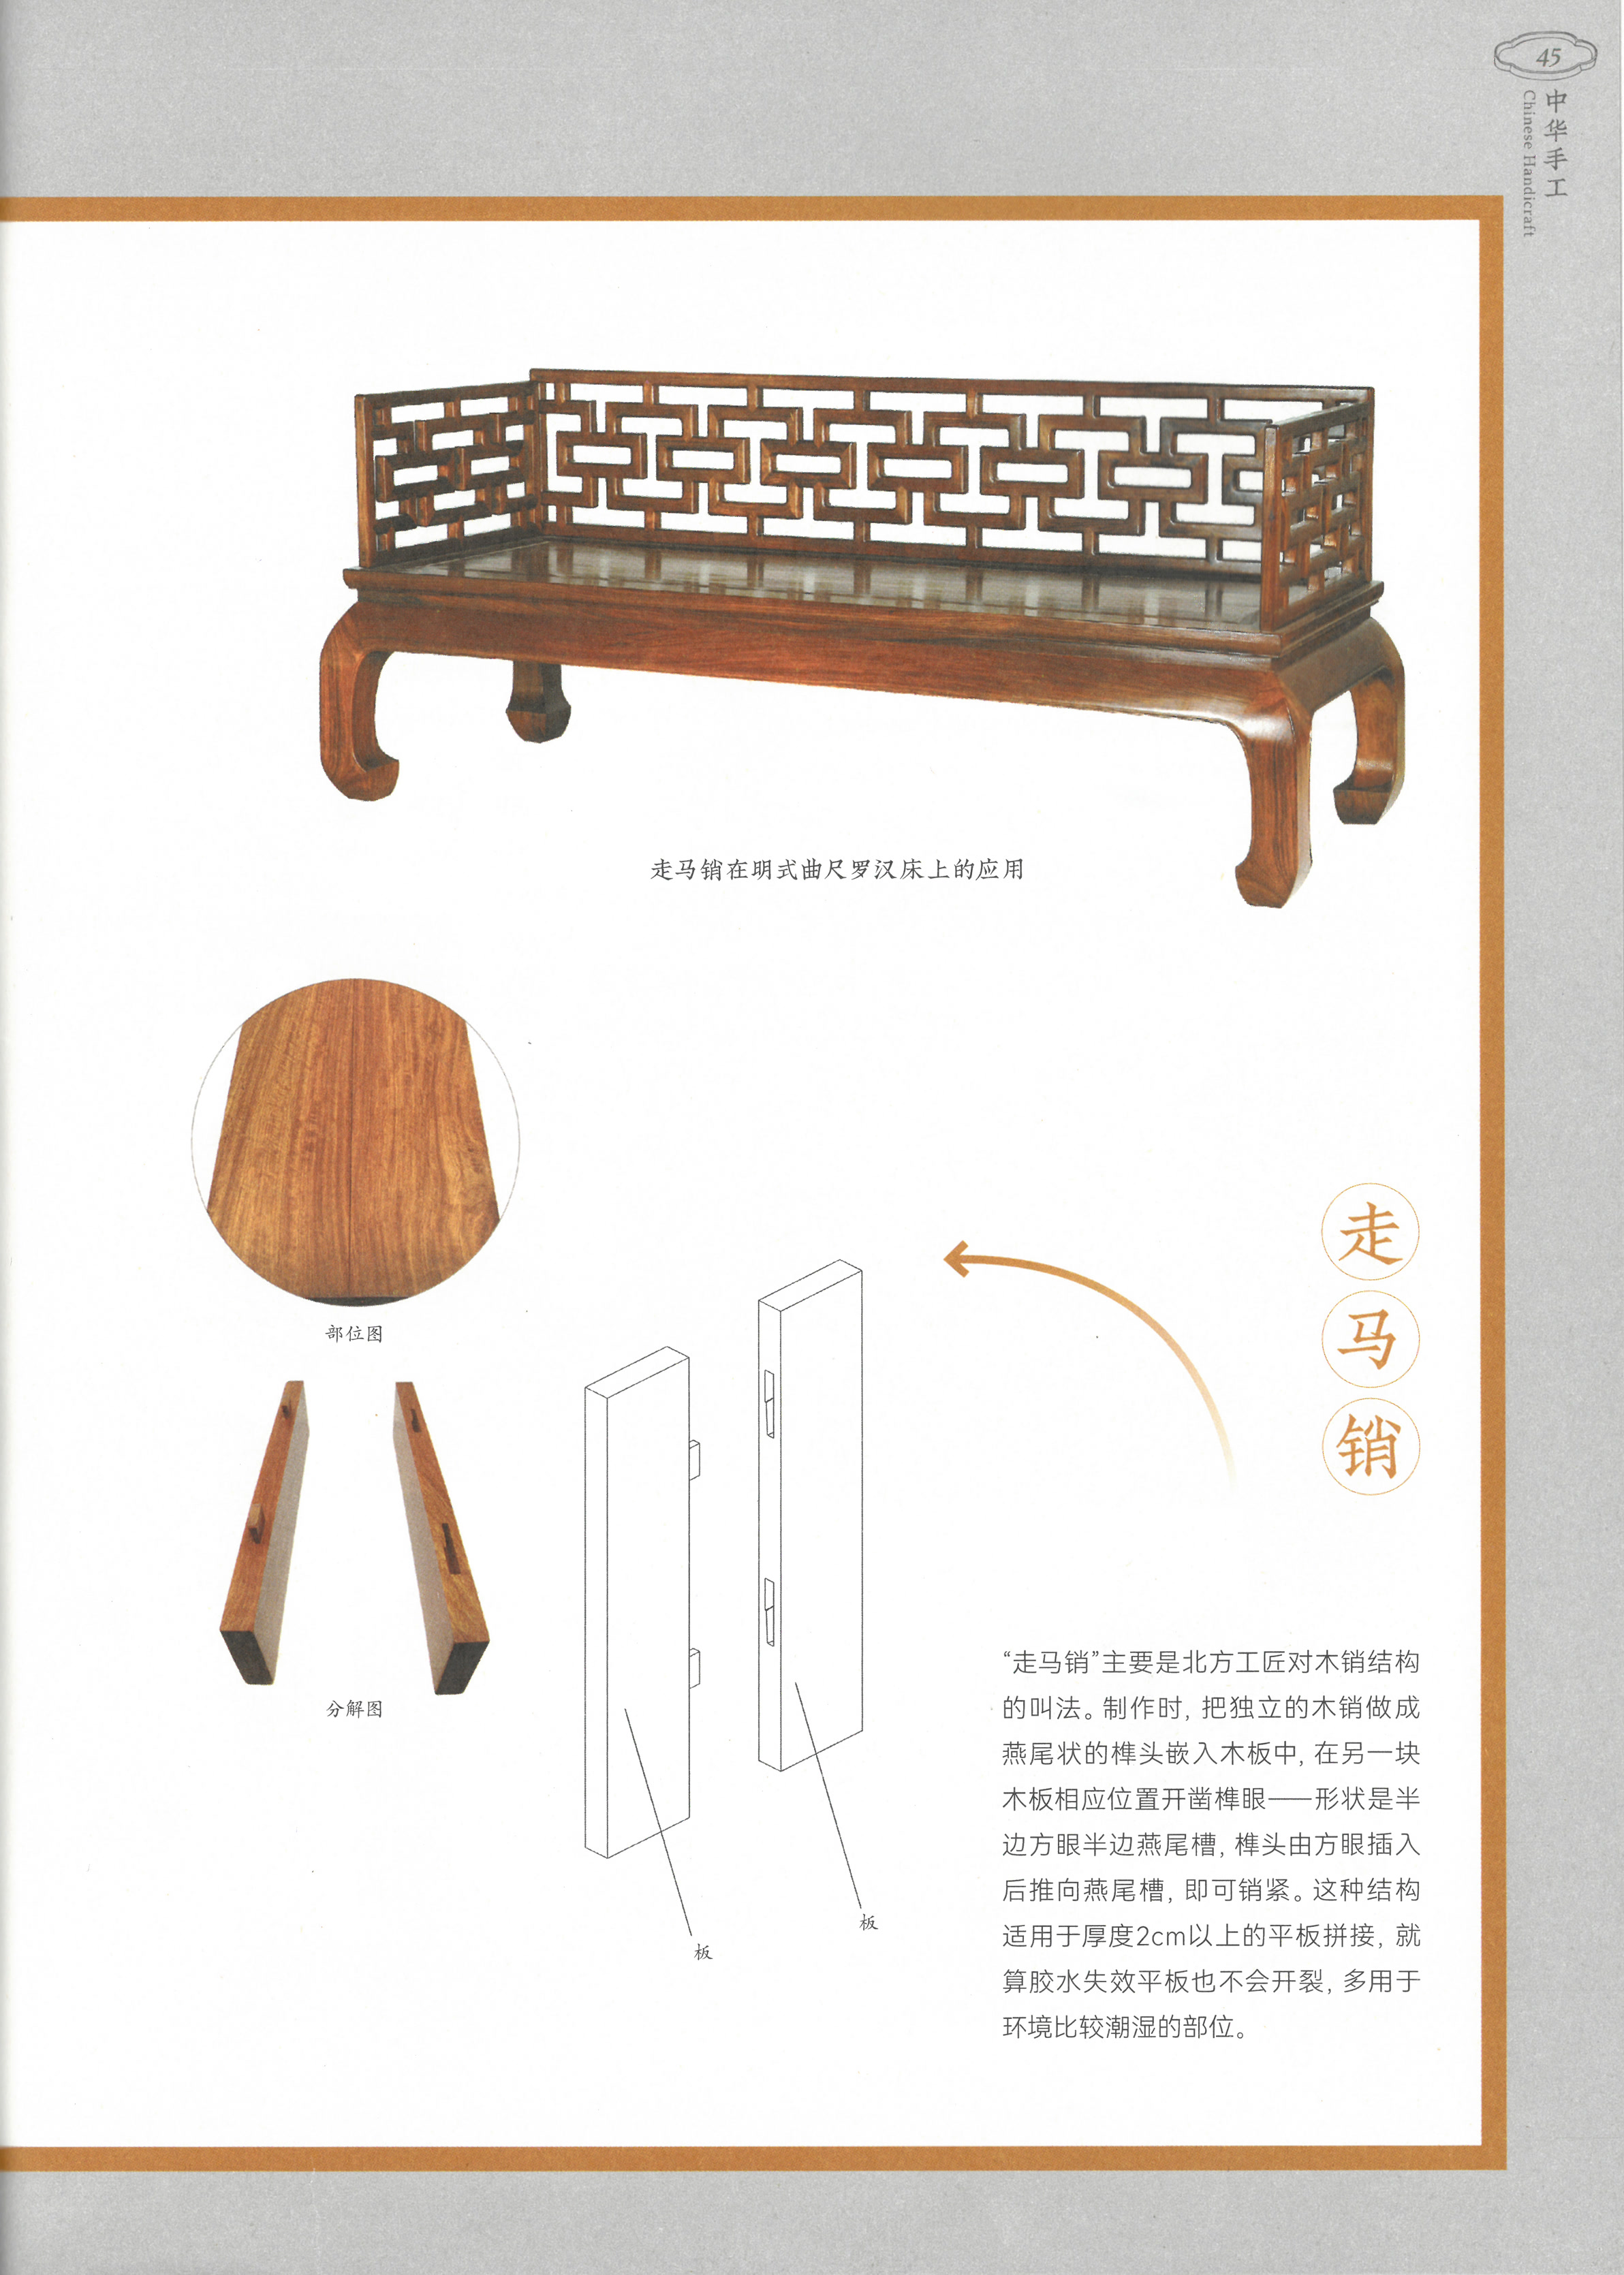 45
中华手工
Chinese Handicraft
走马销在明式曲尺罗汉床上的应用
部位图
分解图
板
板
走马销
“走马销”主要是北方工匠对木销结构
的叫法。制作时, 把独立的木销做成
燕尾状的榫头嵌入木板中, 在另一块
木板相应位置开凿榫眼——形状是半
边方眼半边燕尾槽, 榫头由方眼插入
后推向燕尾槽, 即可销紧。这种结构
适用于厚度2cm以上的平板拼接, 就
算胶水失效平板也不会开裂, 多用于
环境比较潮湿的部位。